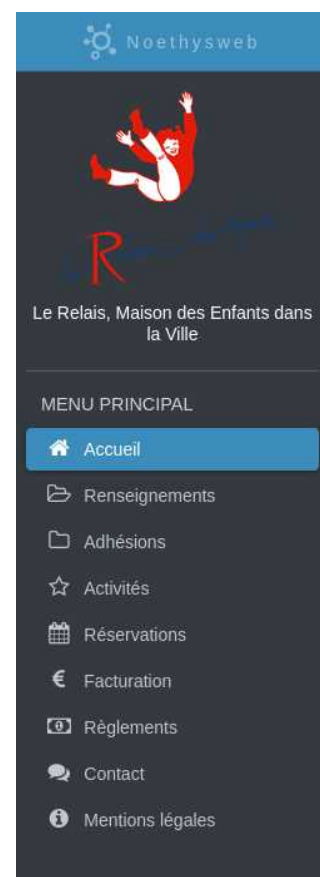 Noethysweb
R
Le Relais, Maison des Enfants dans
la Ville
MENU PRINCIPAL
Accueil
Renseignements
Adhésions
Activités
Réservations
Facturation
Règlements
Contact
Mentions légales